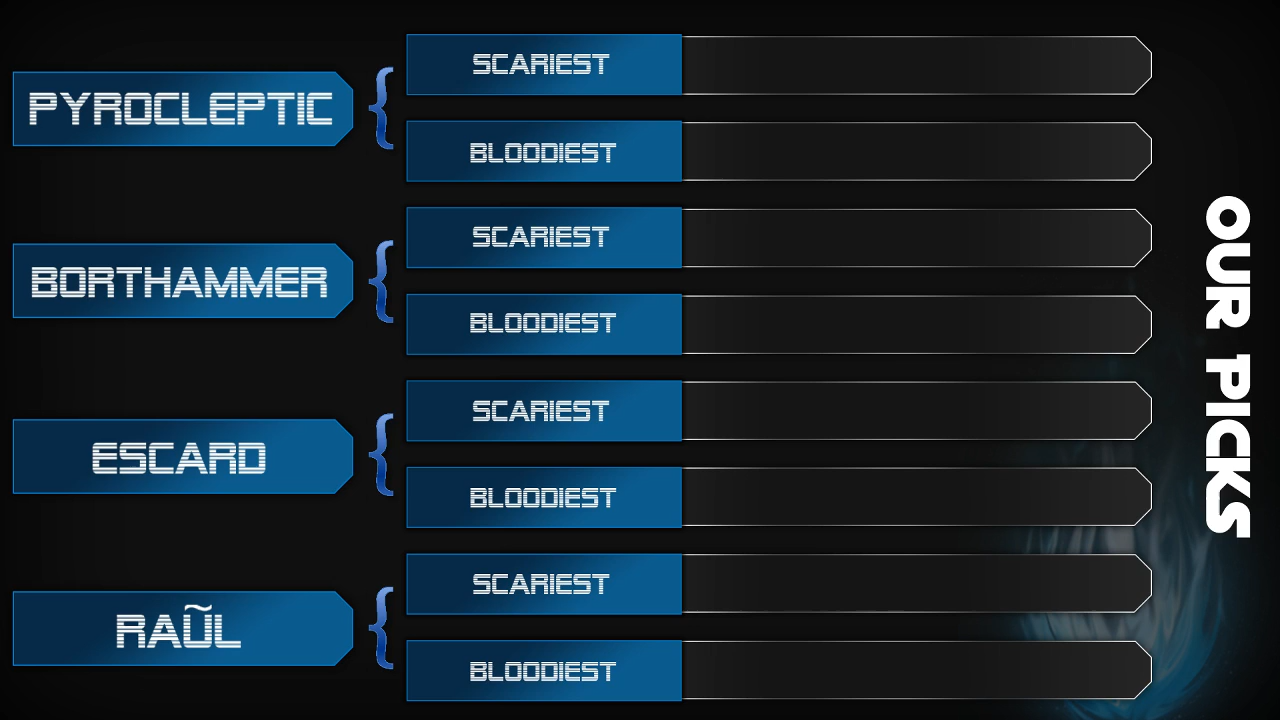 PYROCLEPTIC
SCARIEST
BLOODIEST
BORTHAMMER
SCARIEST
BLOODIEST
ESCARD
SCARIEST
BLOODIEST
RAŨL
SCARIEST
BLOODIEST
OUR PICKS